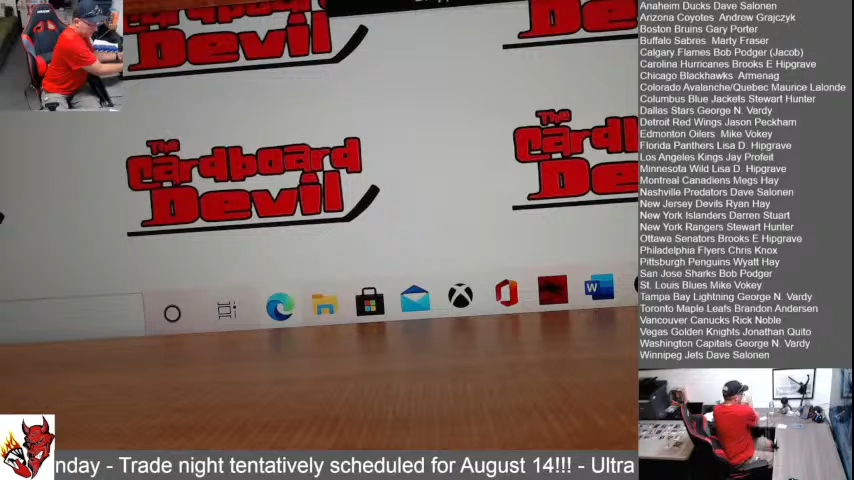 The
Cardboard
Devil
The
Cardboard
Devil
Anaheim Ducks Dave Salonen
Arizona Coyotes Andrew Grajczyk
Boston Bruins Gary Porter
Buffalo Sabres Marty Fraser
Calgary Flames Bob Podger (Jacob)
Carolina Hurricanes Brooks E Hipgrave
Chicago Blackhawks Armenag
Colorado Avalanche/Quebec Maurice Lalonde
Columbus Blue Jackets Stewart Hunter
Dallas Stars George N. Vardy
Detroit Red Wings Jason Peckham
Edmonton Oilers Mike Vokey
Florida Panthers Lisa D. Hipgrave
Los Angeles Kings Jay Profeit
Minnesota Wild Lisa D. Hipgrave
Montreal Canadiens Megs Hay
Nashville Predators Dave Salonen
New Jersey Devils Ryan Hay
New York Islanders Darren Stuart
New York Rangers Stewart Hunter
Ottawa Senators Brooks E Hipgrave
Philadelphia Flyers Chris Knox
Pittsburgh Penguins Wyatt Hay
San Jose Sharks Bob Podger
St. Louis Blues Mike Vokey
Tampa Bay Lightning George N. Vardy
Toronto Maple Leafs Brandon Andersen
Vancouver Canucks Rick Noble
Vegas Golden Knights Jonathan Quito
Washington Capitals George N. Vardy
Winnipeg Jets Dave Salonen
nday - Trade night tentatively scheduled for August 14!!! - Ultra